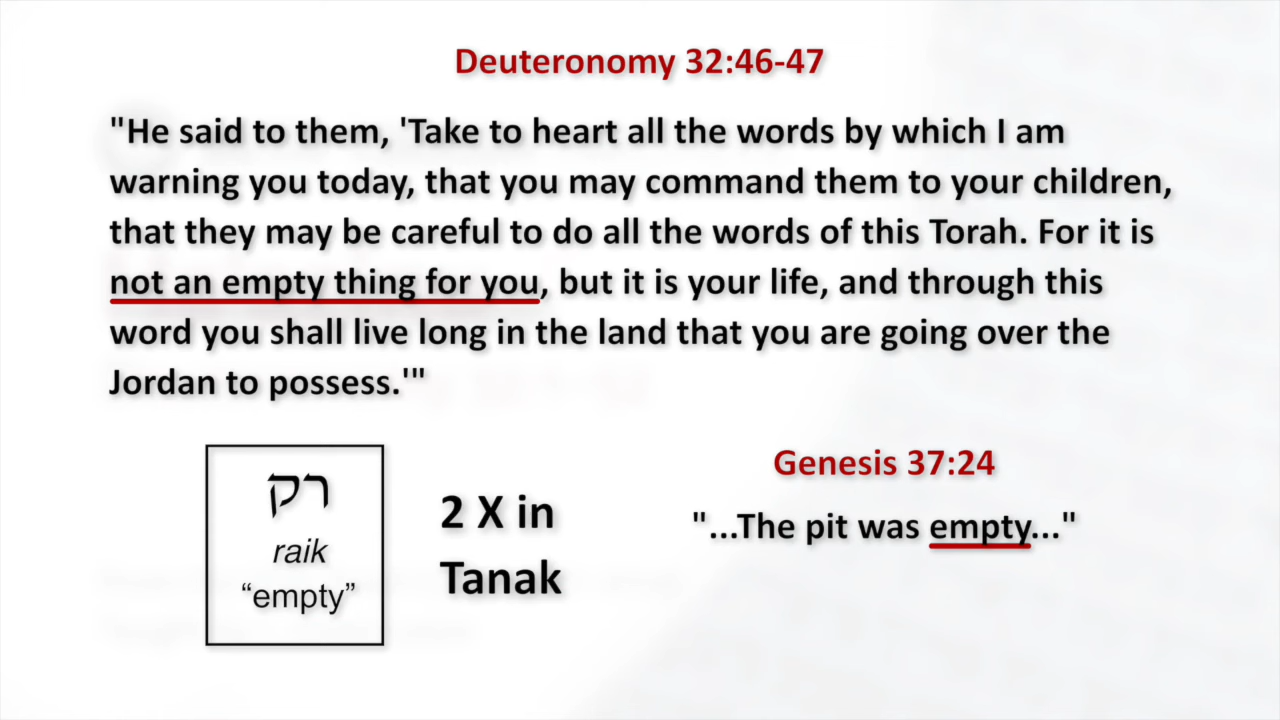 Deuteronomy 32:46-47
"He said to them, 'Take to heart all the words by which I am
warning you today, that you may command them to your children,
that they may be careful to do all the words of this Torah. For it is
not an empty thing for you, but it is your life, and through this
word you shall live long in the land that you are going over the
Jordan to possess.'"
רק
raik
“empty”
2 X in
Tanak
Genesis 37:24
"...The pit was empty..."